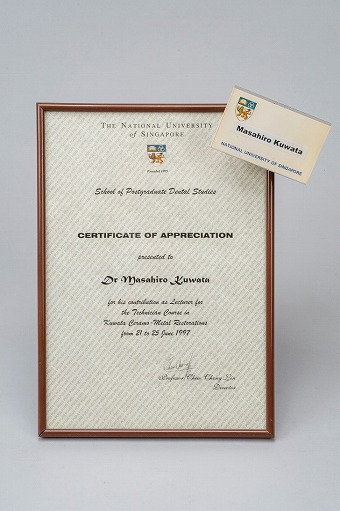 THE NATIONAL UNIVERSITY
of SINGAPORE
School of Postgraduate Dental Studies
CERTIFICATE OF APPRECIATION
presented to
Dr Masahiro Kuwata
for his contribution as Lecturer for
the Technician Course in
Kuwata Ceramo-Metal Restorations
from 21 to 25 June 1997
Director
Masahiro Kuwata
NATIONAL UNIVERSITY OF SINGAPORE